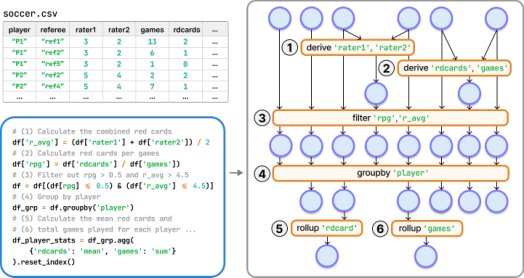 soccer.csv
player referee rater1 rater2 games rdcards ...
"P1" "ref1" 3 2 13 2 ...
"P1" "ref2" 3 2 6 1 ...
"P1" "ref5" 3 2 1 0 ...
"P2" "ref2" 5 4 2 2 ...
"P2" "ref4" 5 4 7 1 ...
... ... ... ... ... ... ...
# (1) Calculate the combined red cards
df['r_avg'] = (df['rater1'] + df['rater2']) / 2
# (2) Calculate red cards per games
df['rpg'] = df['rdcards'] / df['games'])
# (3) Filter out rpg > 0.5 and r_avg > 4.5
df = df[(df[rpg] ⩽ 0.5) & (df['r_avg'] ⩽ 4.5)]
# (4) Group by player
df_grp = df.groupby('player')
# (5) Calculate the mean red cards and
# (6) total games played for each player ...
df_player_stats = df_grp.agg(
{'rdcards': 'mean', 'games': 'sum'}
).reset_index()
1 derive 'rater1','rater2'
2 derive 'rdcards','games'
3 filter 'rpg','r_avg'
4 groupby 'player'
5 rollup 'rdcard'
6 rollup 'games'